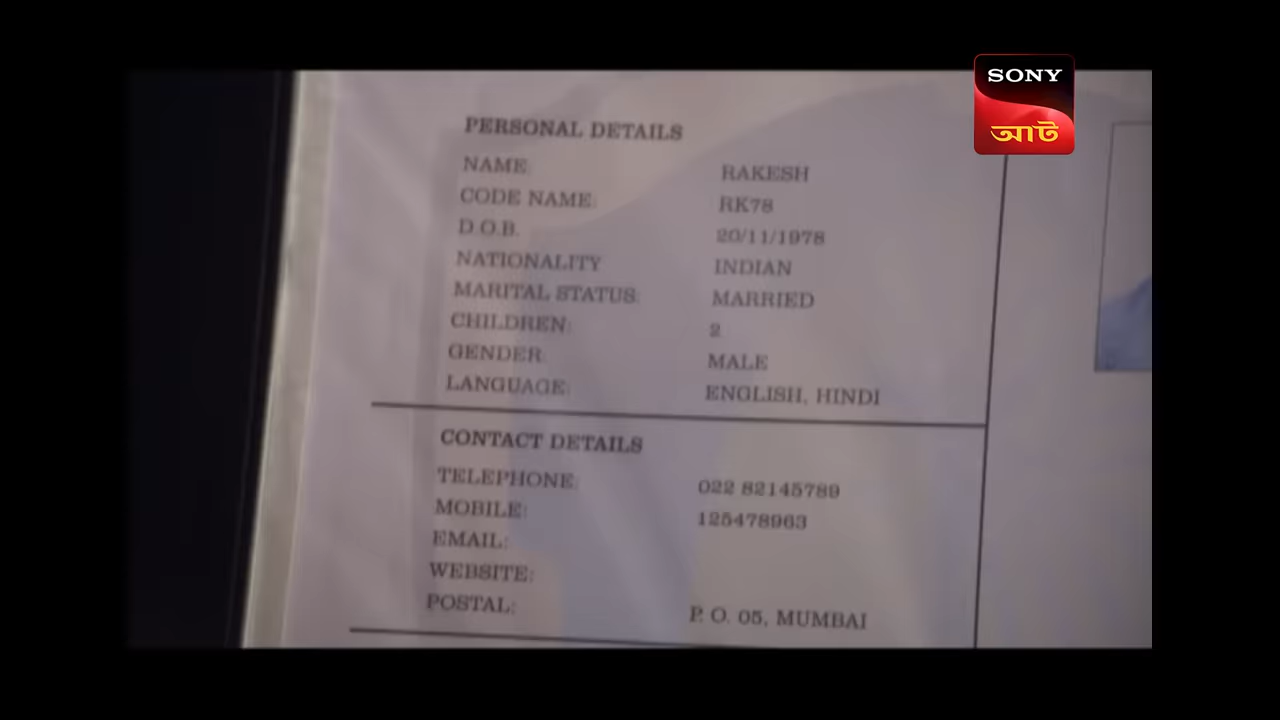 SONY
আট
PERSONAL DETAILS
NAME: RAKESH
CODE NAME: RK78
D.O.B. 20/11/1978
NATIONALITY INDIAN
MARITAL STATUS: MARRIED
CHILDREN: 2
GENDER: MALE
LANGUAGE: ENGLISH, HINDI
CONTACT DETAILS
TELEPHONE: 022 82145789
MOBILE: 125478963
EMAIL:
WEBSITE:
POSTAL: P. O. 05, MUMBAI